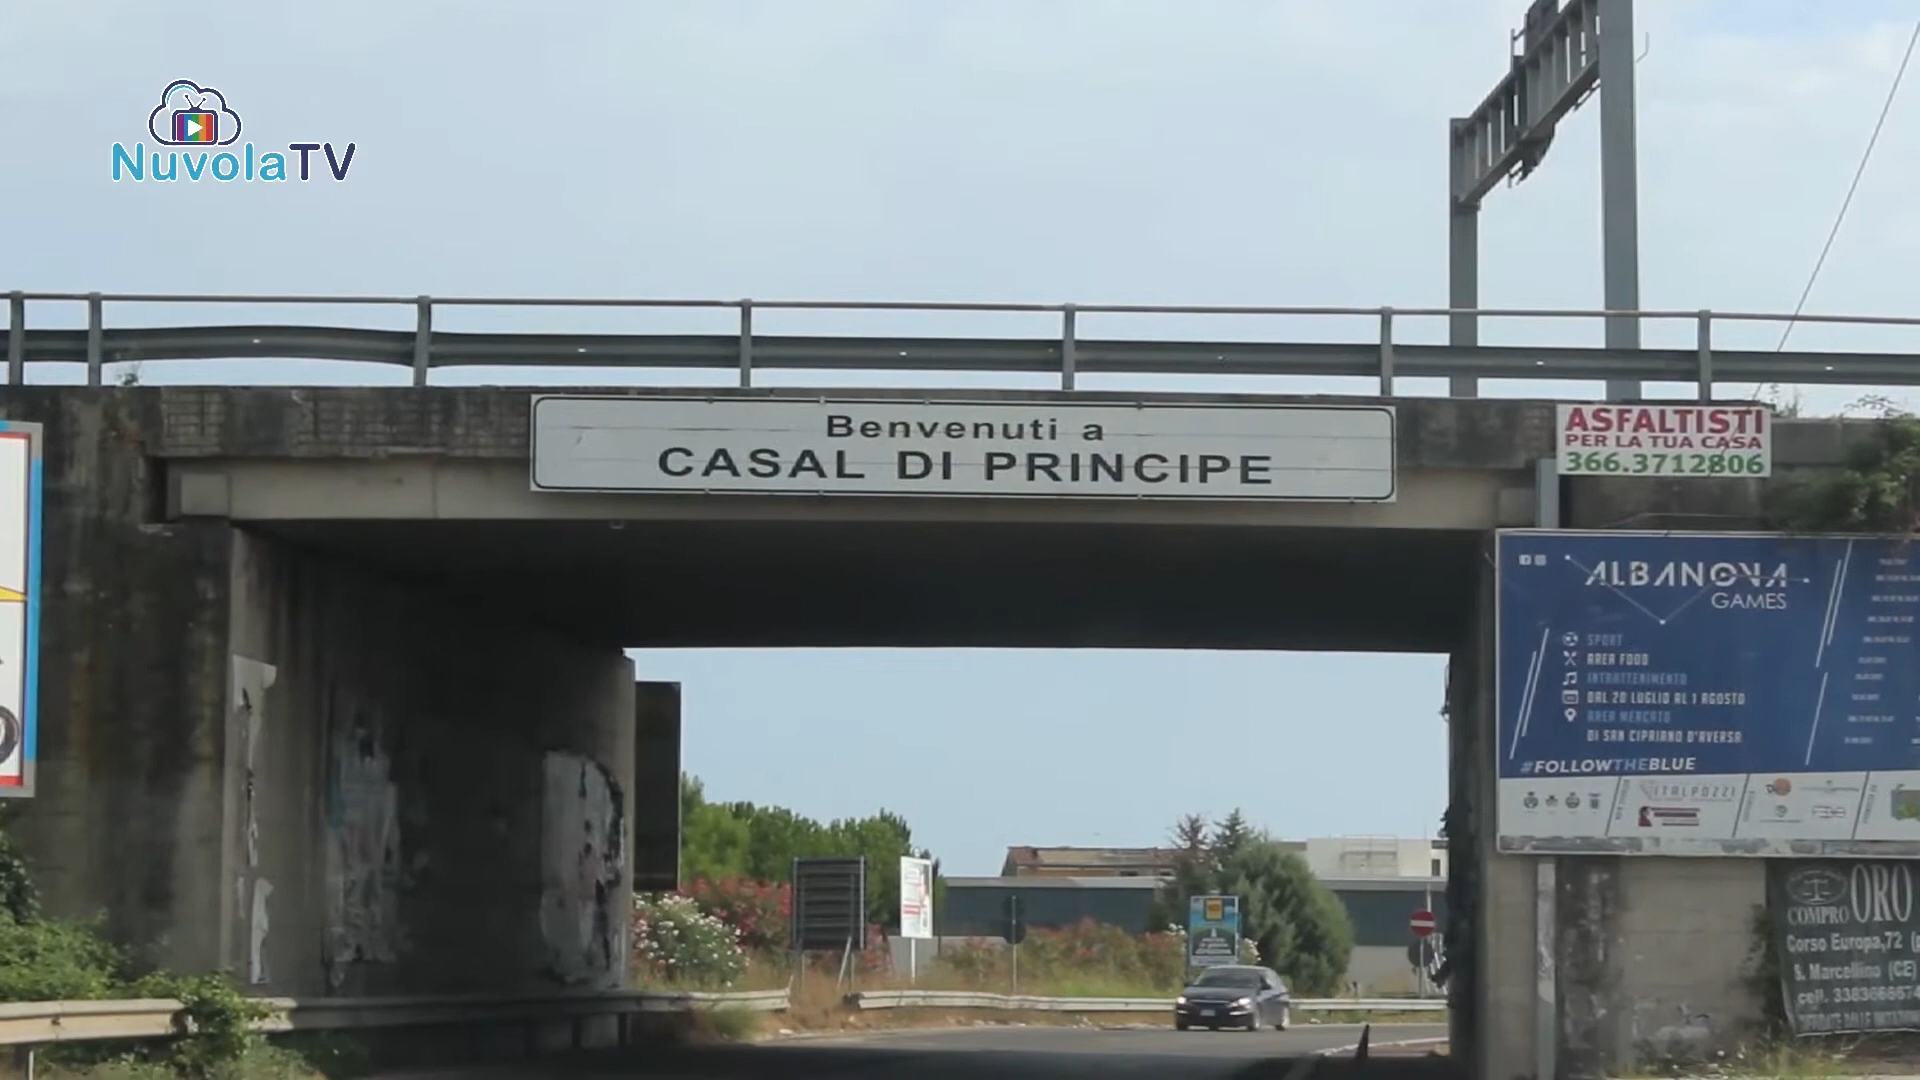 NuvolaTV
Benvenuti a
CASAL DI PRINCIPE
ASFALTISTI
PER LA TUA CASA
366.3712806
ALBANOVA
GAMES
SPORT
AREA FOOD
INTRATTENIMENTO
DAL 20 LUGLIO AL 1 AGOSTO
AREA MERCATO
DI SAN CIPRIANO D'AVERSA
#FOLLOWTHEBLUE
ITALPOZZI
COMPRO ORO
Corso Europa,72
S. Marcellino (CE)
cell.